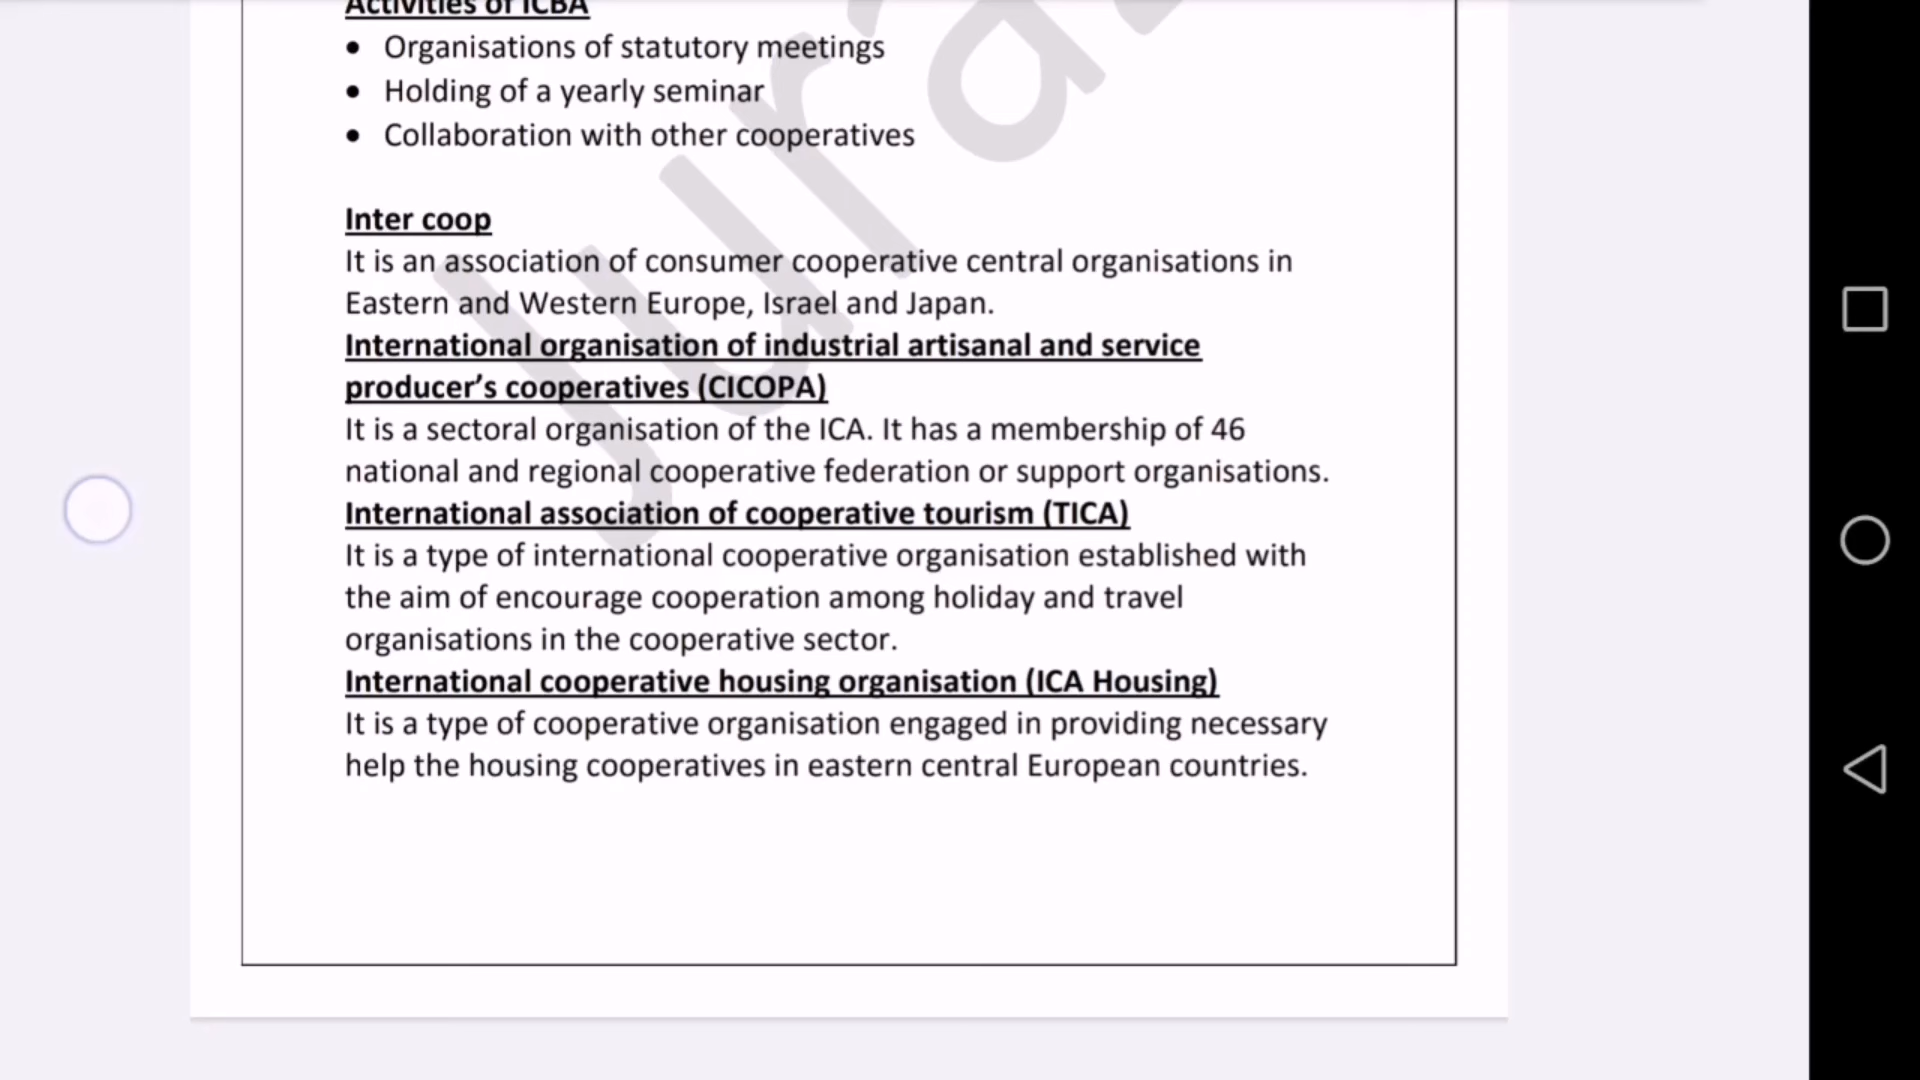 Activities of ICBA
• Organisations of statutory meetings
• Holding of a yearly seminar
• Collaboration with other cooperatives
Inter coop
It is an association of consumer cooperative central organisations in
Eastern and Western Europe, Israel and Japan.
International organisation of industrial artisanal and service
producer’s cooperatives (CICOPA)
It is a sectoral organisation of the ICA. It has a membership of 46
national and regional cooperative federation or support organisations.
International association of cooperative tourism (TICA)
It is a type of international cooperative organisation established with
the aim of encourage cooperation among holiday and travel
organisations in the cooperative sector.
International cooperative housing organisation (ICA Housing)
It is a type of cooperative organisation engaged in providing necessary
help the housing cooperatives in eastern central European countries.